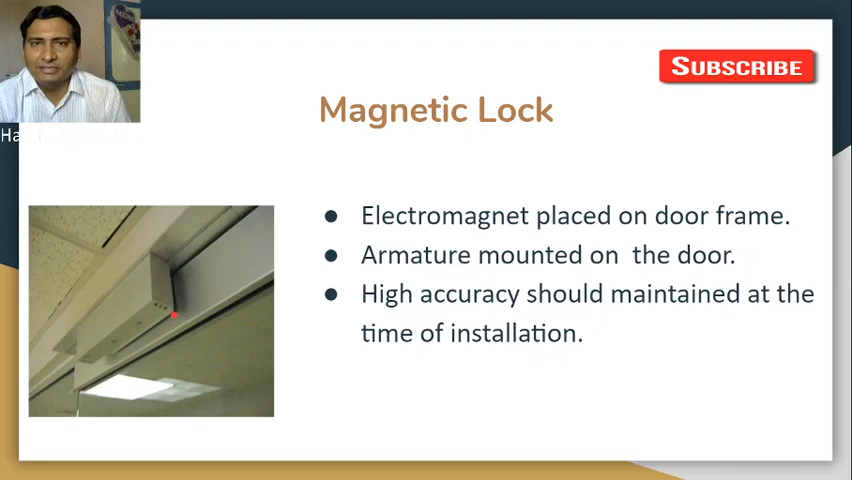 SUBSCRIBE
Magnetic Lock
● Electromagnet placed on door frame.
● Armature mounted on the door.
● High accuracy should maintained at the
time of installation.